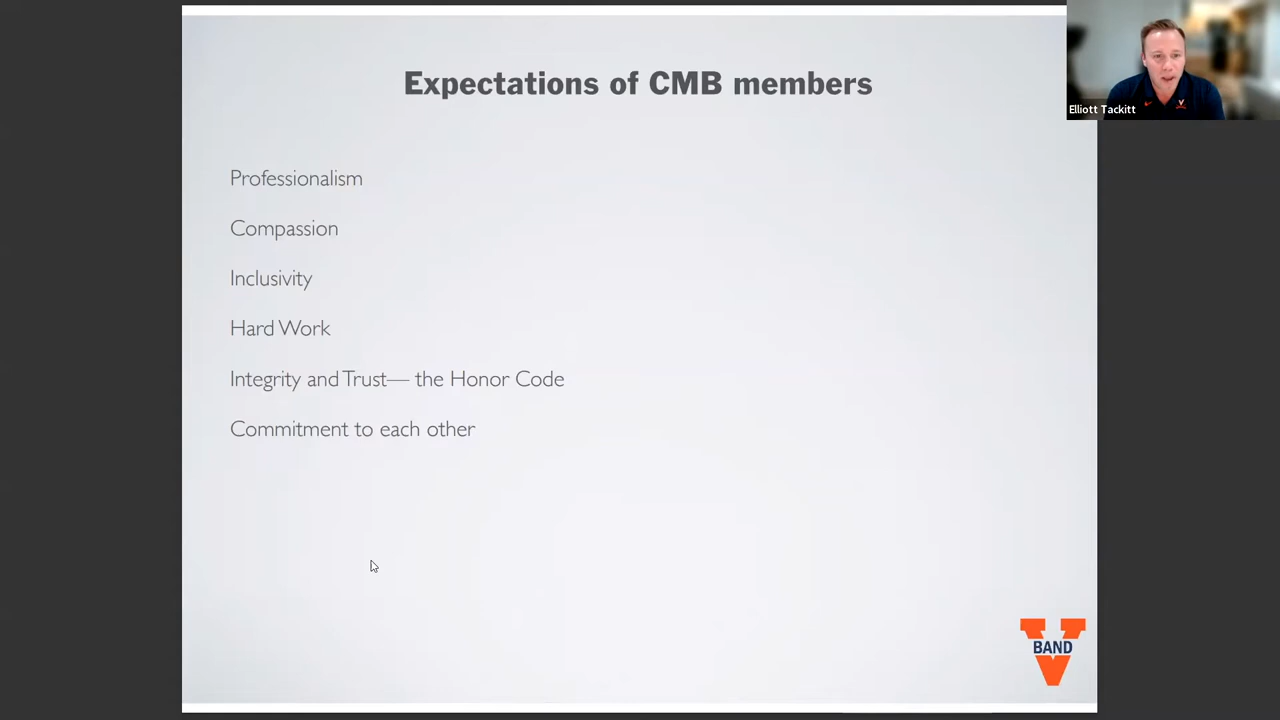 Expectations of CMB members
Elliott Tackitt
Professionalism
Compassion
Inclusivity
Hard Work
Integrity and Trust— the Honor Code
Commitment to each other
V
BAND